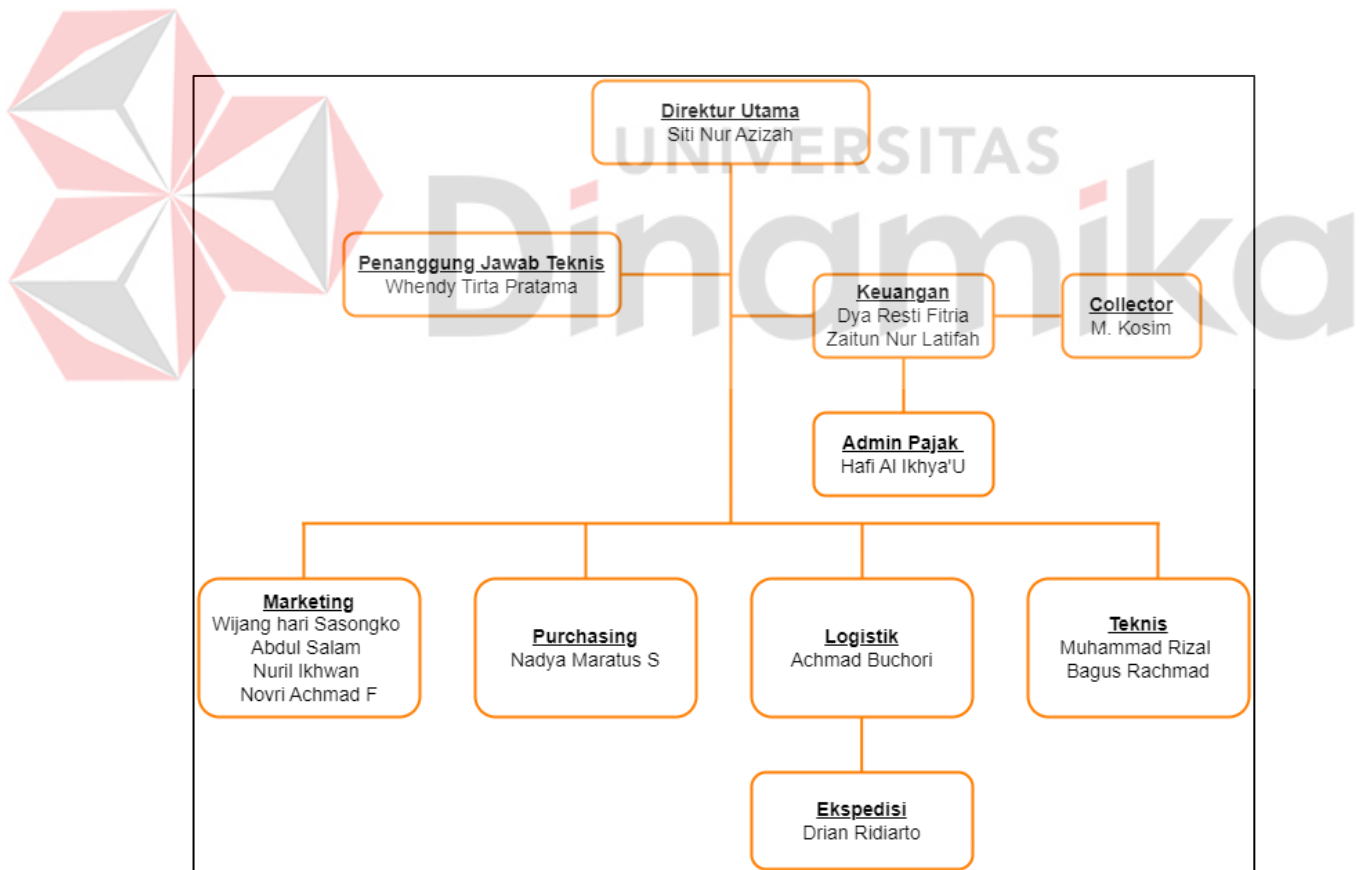 Direktur Utama
Siti Nur Azizah
UNIVERSITAS
Dinamika
Penanggung Jawab Teknis
Whendy Tirta Pratama
Keuangan
Dya Resti Fitria
Zaitun Nur Latifah
Collector
M. Kosim
Admin Pajak
Hafi Al Ikhya'U
Marketing
Wijang hari Sasongko
Abdul Salam
Nuril Ikhwan
Novri Achmad F
Purchasing
Nadya Maratus S
Logistik
Achmad Buchori
Teknis
Muhammad Rizal
Bagus Rachmad
Ekspedisi
Drian Ridiarto